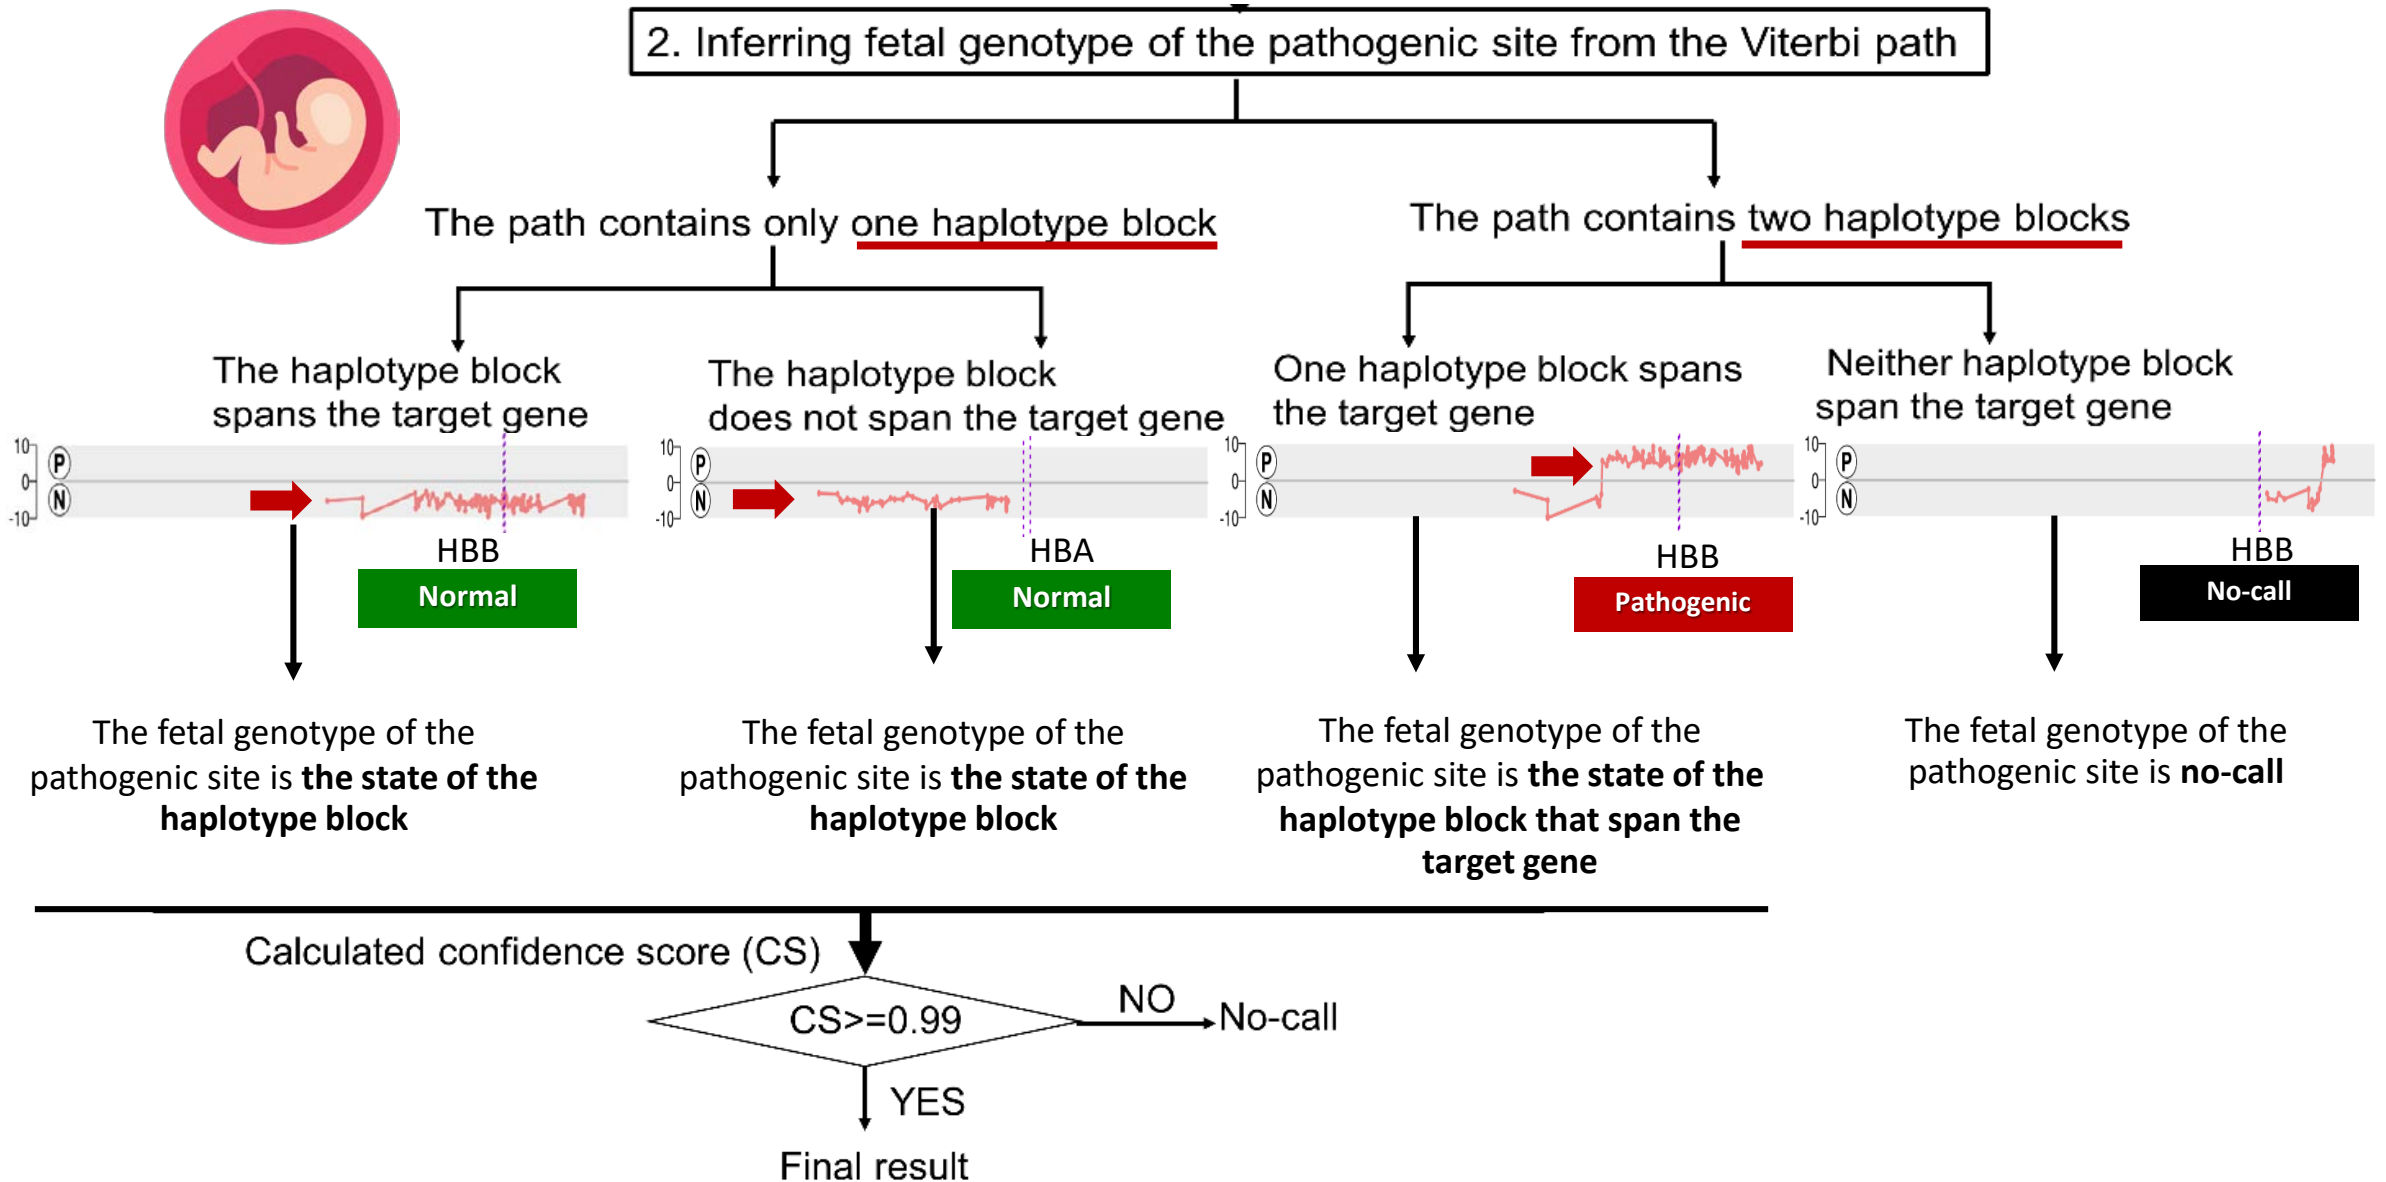 2. Inferring fetal genotype of the pathogenic site from the Viterbi path
The path contains only one haplotype block
The path contains two haplotype blocks
The haplotype block
spans the target gene
The haplotype block
does not span the target gene
One haplotype block spans
the target gene
Neither haplotype block
span the target gene
10
0
-10
P
N
HBB
Normal
10
0
-10
P
N
HBA
Normal
10
0
-10
P
N
HBB
Pathogenic
10
0
-10
P
N
HBB
No-call
The fetal genotype of the
pathogenic site is the state of the
haplotype block
The fetal genotype of the
pathogenic site is the state of the
haplotype block
The fetal genotype of the
pathogenic site is the state of the
haplotype block that span the
target gene
The fetal genotype of the
pathogenic site is no-call
Calculated confidence score (CS)
CS>=0.99
NO
No-call
YES
Final result